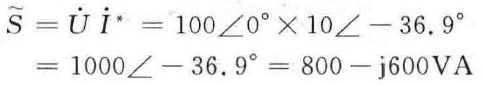 S̃ = U̇ İ* = 100∠0° × 10∠－36.9°
= 1000∠－36.9° = 800－j600VA